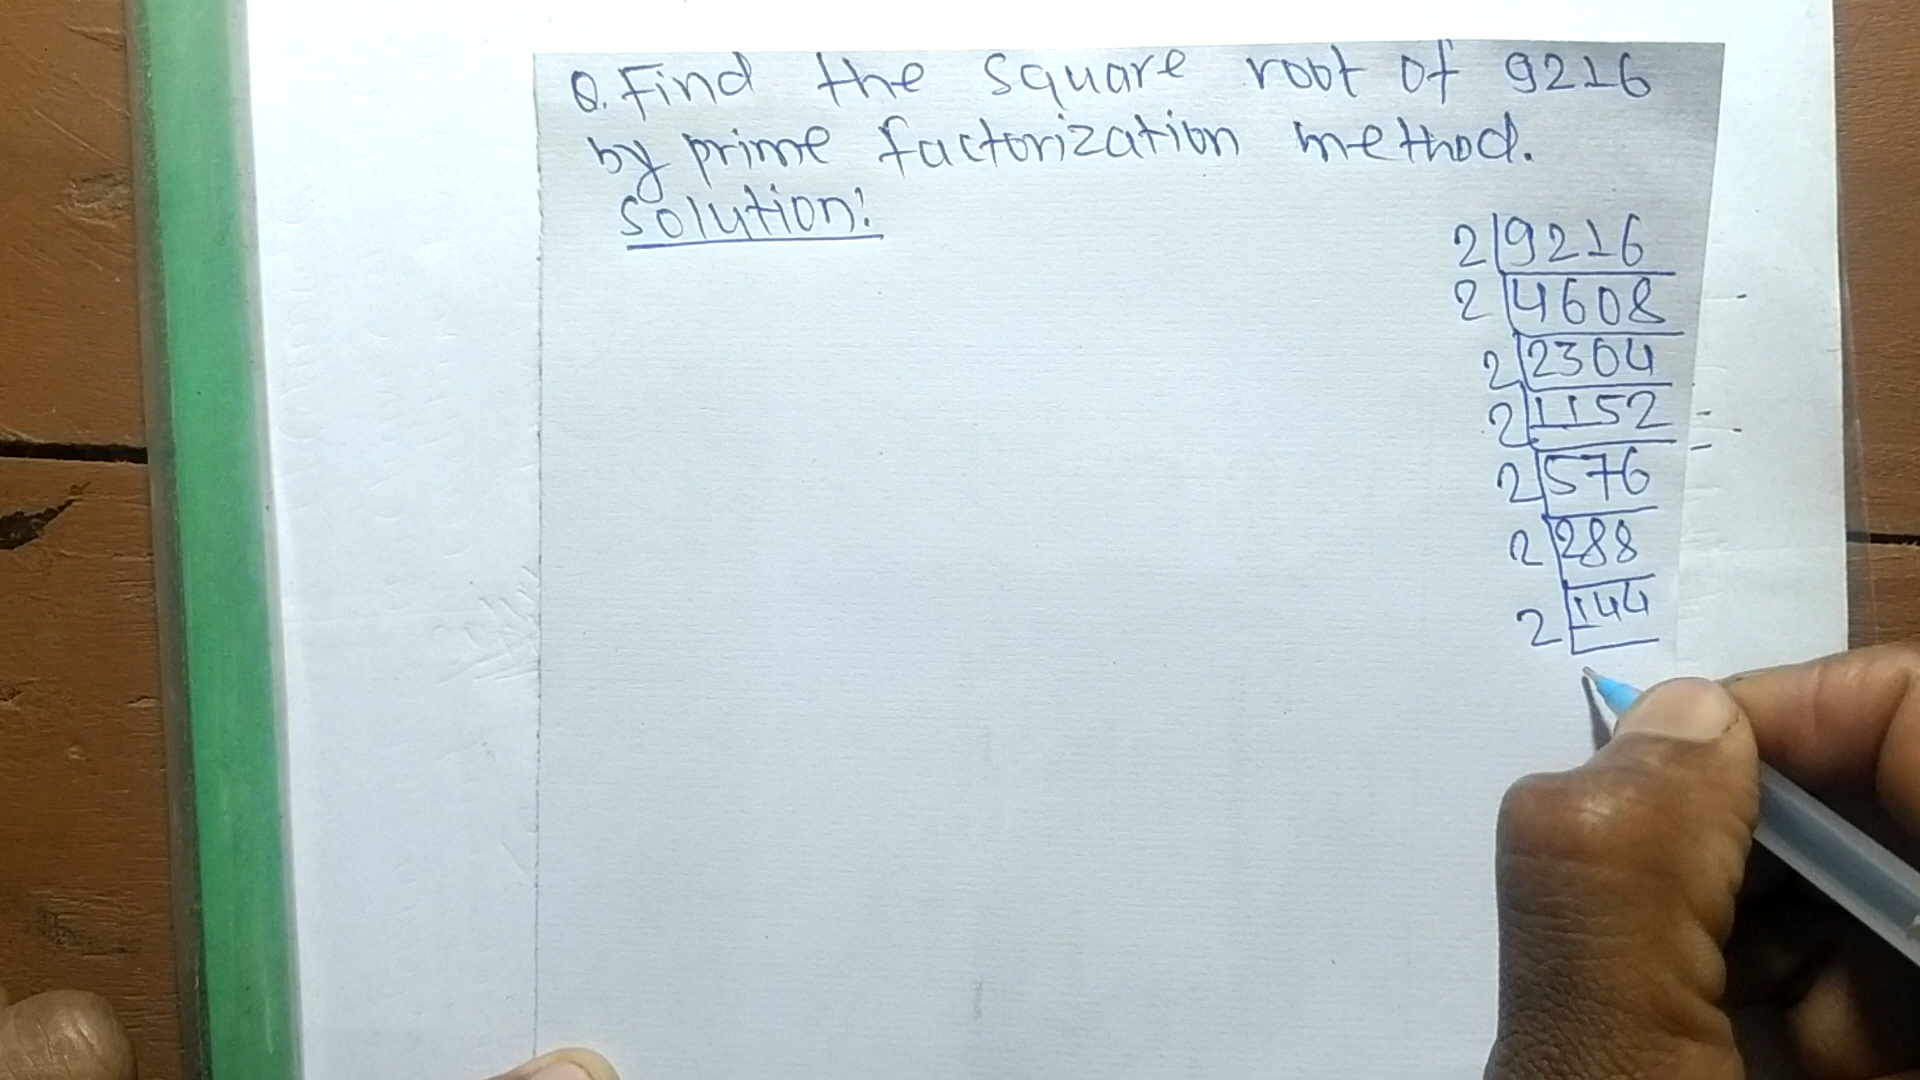 Q. Find the square root of 9216
by prime factorization method.
Solution:
2 9216
2 4608
2 2304
2 1152
2 576
2 288
2 144